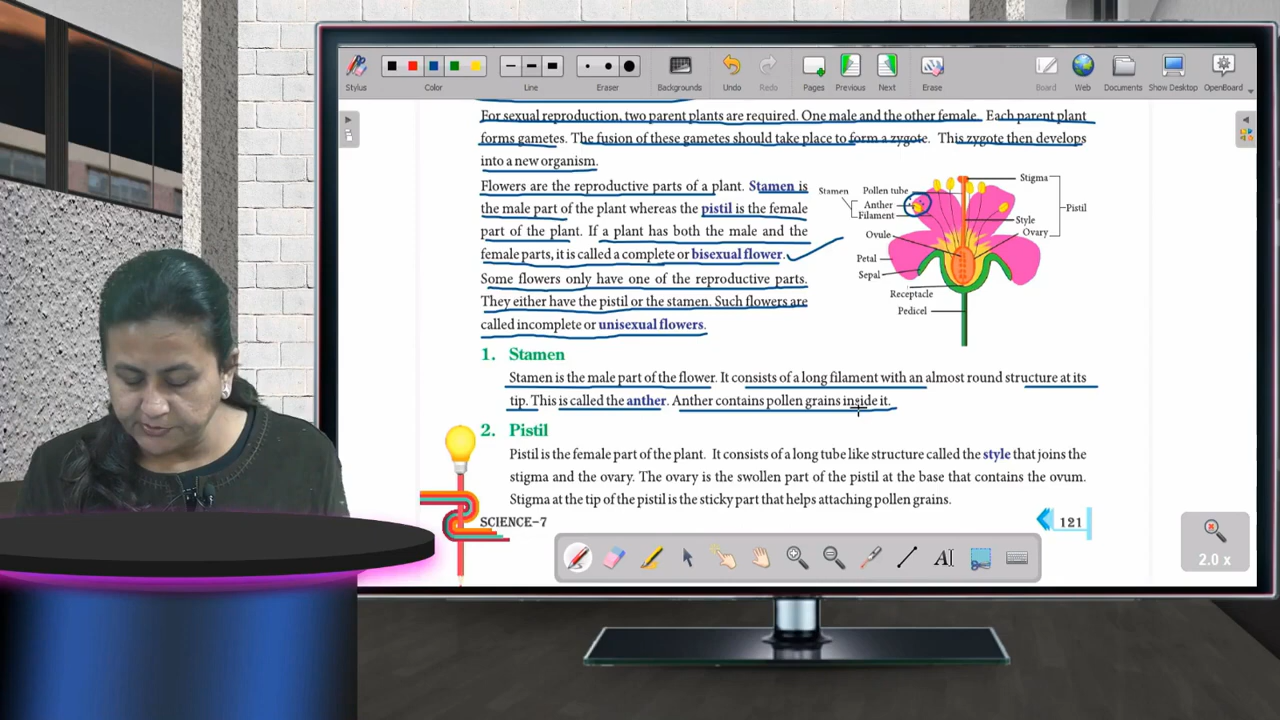 Stylus
Color
Line
Eraser
Backgrounds
Undo
Redo
Pages
Previous
Next
Erase
Board
Web
Documents
Show Desktop
OpenBoard
For sexual reproduction, two parent plants are required. One male and the other female. Each parent plant
forms gametes. The fusion of these gametes should take place to form a zygote. This zygote then develops
into a new organism.
Flowers are the reproductive parts of a plant. Stamen is
the male part of the plant whereas the pistil is the female
part of the plant. If a plant has both the male and the
female parts, it is called a complete or bisexual flower.
Some flowers only have one of the reproductive parts.
They either have the pistil or the stamen. Such flowers are
called incomplete or unisexual flowers.
Stamen
Pollen tube
Anther
Filament
Ovule
Petal
Sepal
Receptacle
Pedicel
Stigma
Pistil
Style
Ovary
1. Stamen
Stamen is the male part of the flower. It consists of a long filament with an almost round structure at its
tip. This is called the anther. Anther contains pollen grains inside it.
2. Pistil
Pistil is the female part of the plant. It consists of a long tube like structure called the style that joins the
stigma and the ovary. The ovary is the swollen part of the pistil at the base that contains the ovum.
Stigma at the tip of the pistil is the sticky part that helps attaching pollen grains.
SCIENCE-7
121
2.0 x